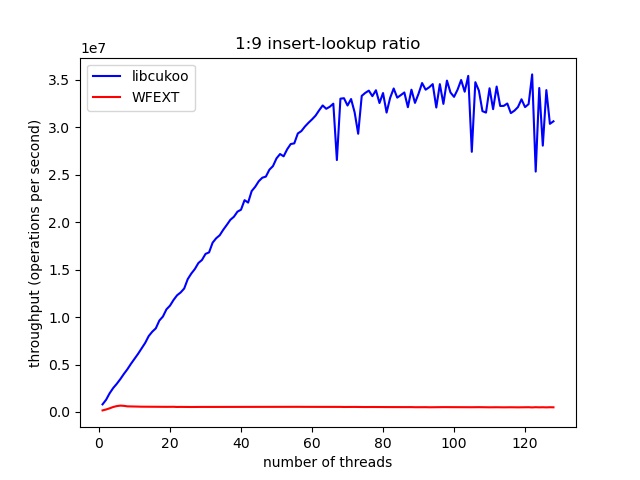 1:9 insert-lookup ratio
1e7
libcukoo
WFEXT
throughput (operations per second)
3.5
3.0
2.5
2.0
1.5
1.0
0.5
0.0
0 20 40 60 80 100 120
number of threads